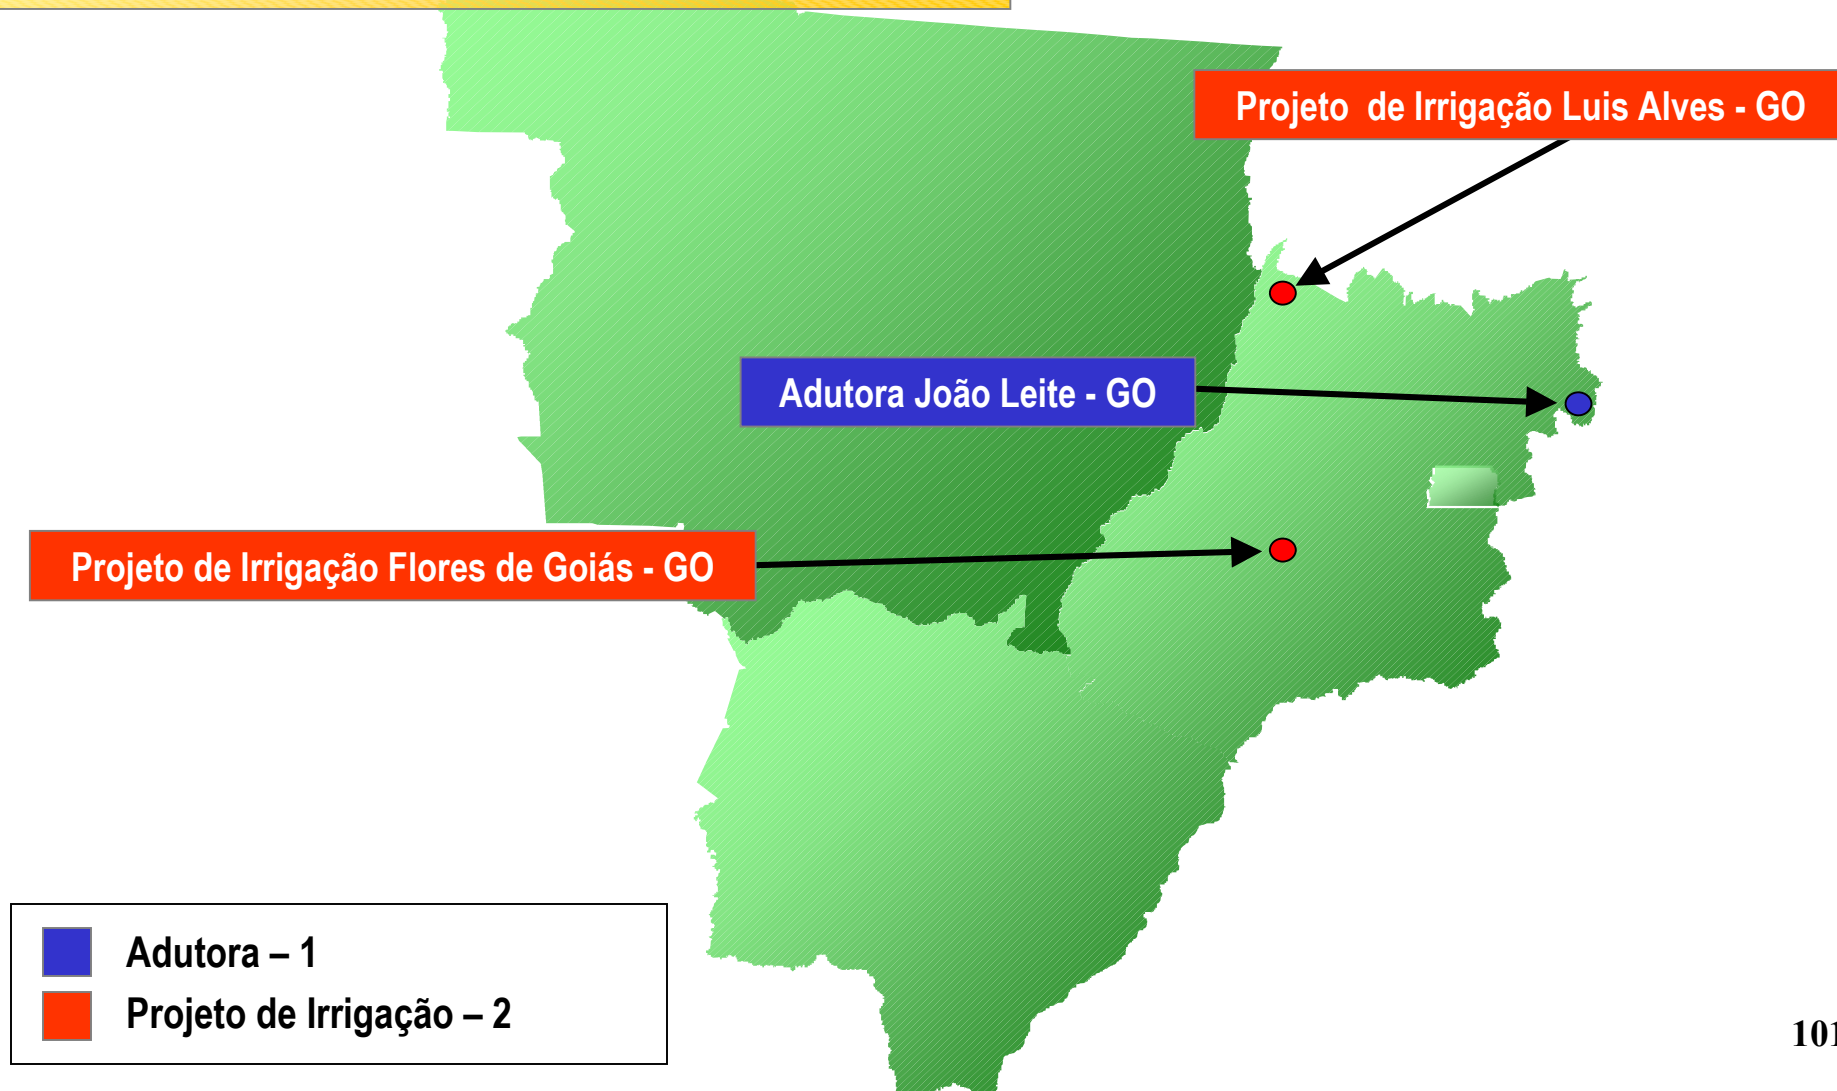 Projeto  de Irrigação Luis Alves - GO
Adutora João Leite - GO
Projeto de Irrigação Flores de Goiás - GO
Adutora – 1
Projeto de Irrigação – 2
101